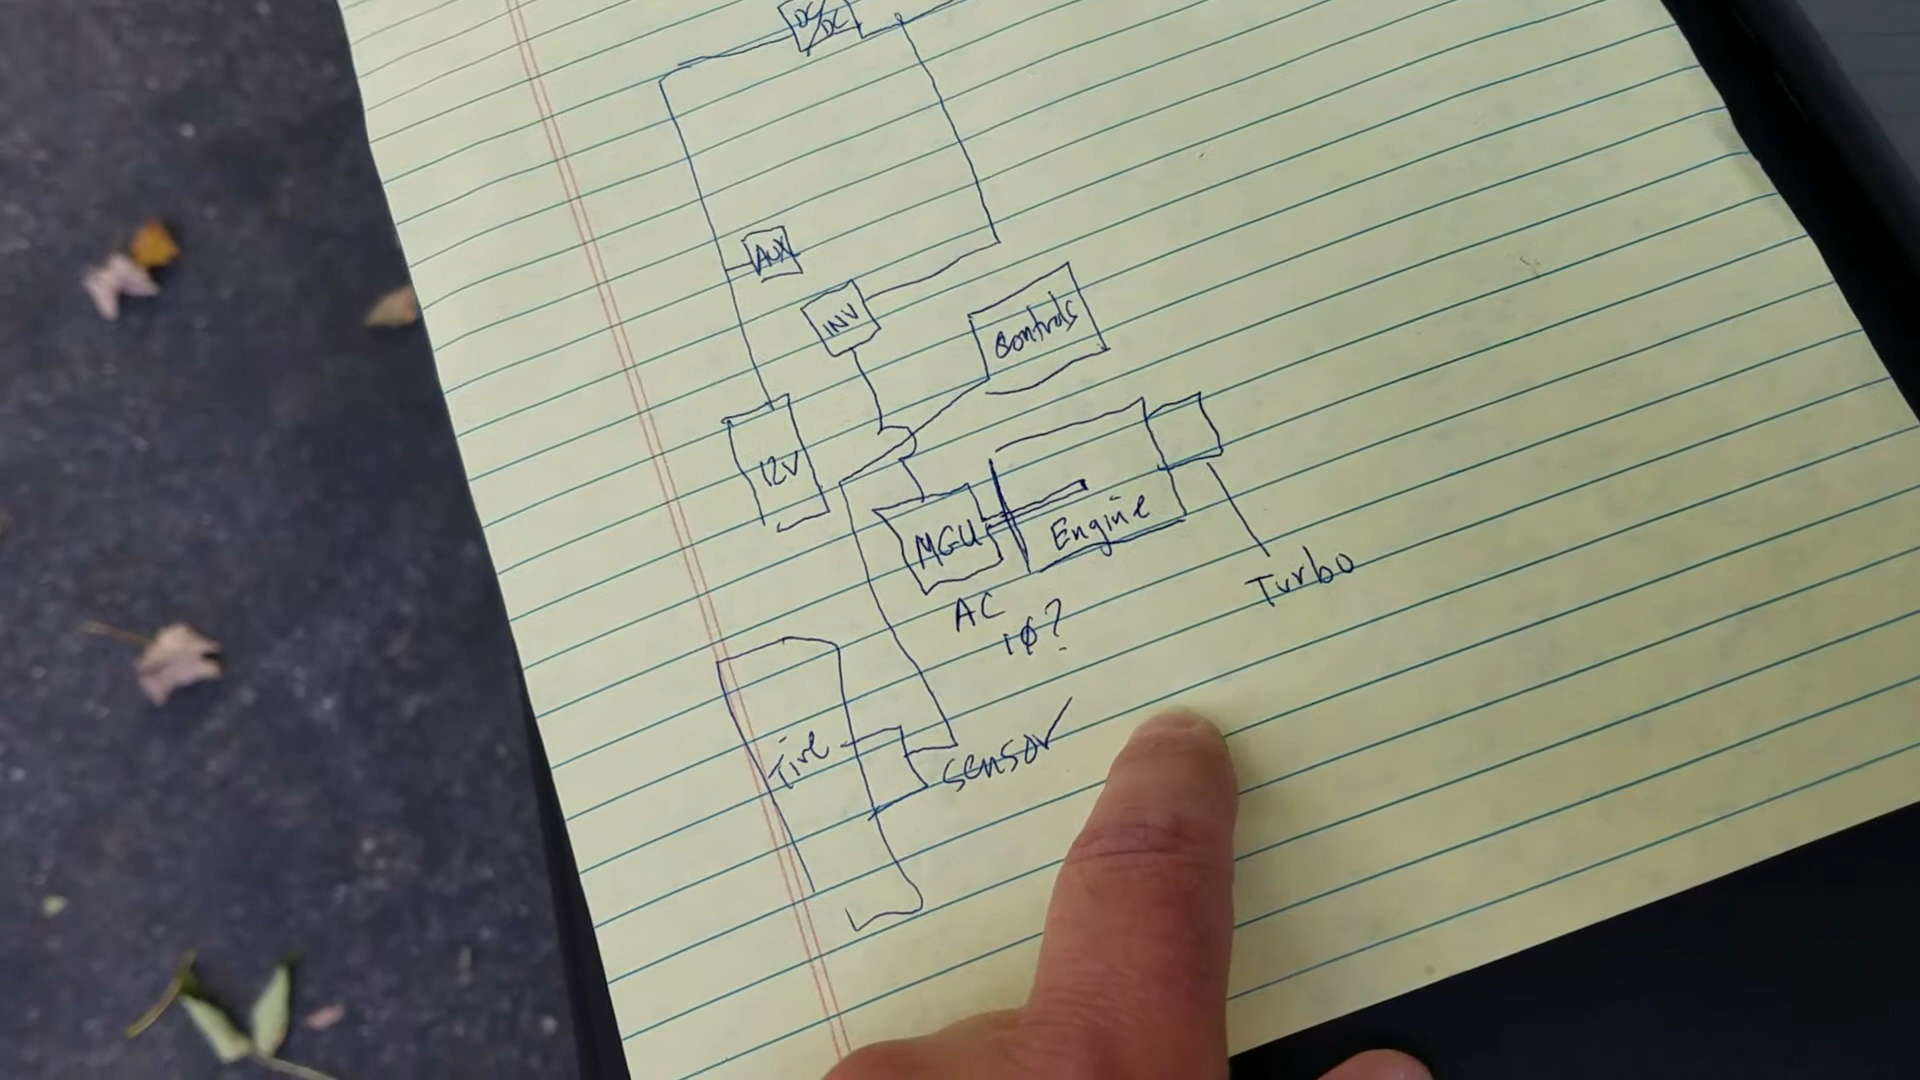 DC/DC
AUX
INV
Controls
12V
MGU
Engine
Turbo
AC
1φ?
Tire
Sensor